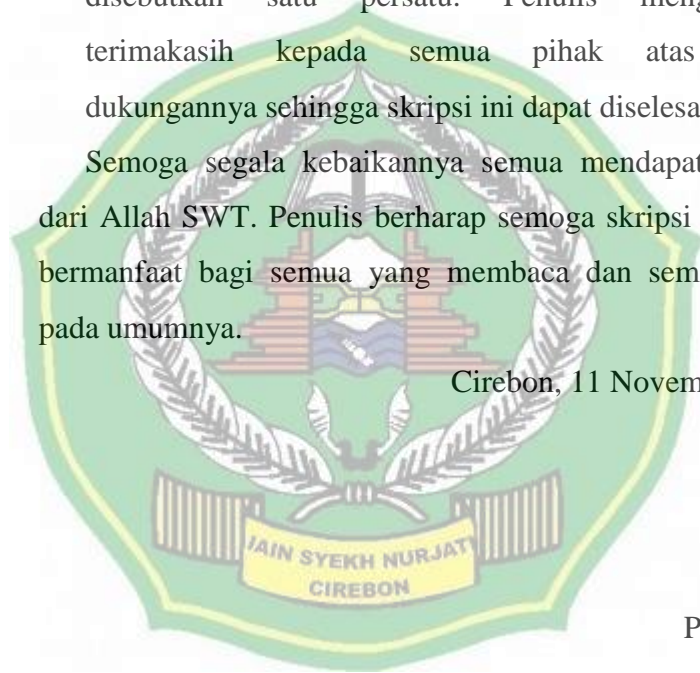 disebutkan satu persatu. Penulis meng
terimakasih kepada semua pihak atas
dukungannya sehingga skripsi ini dapat diselesa
Semoga segala kebaikannya semua mendapat
dari Allah SWT. Penulis berharap semoga skripsi
bermanfaat bagi semua yang membaca dan sem
pada umumnya.
Cirebon, 11 Novem
IAIN SYEKH NURJATI
CIREBON
P